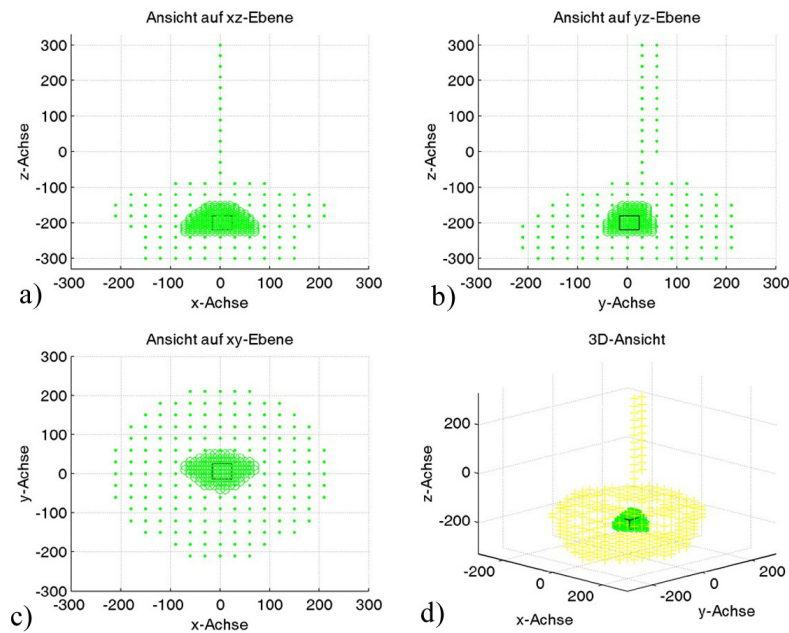 Ansicht auf xz-Ebene
300
200
100
0
-100
-200
-300
z-Achse
-300 -200 -100 0 100 200 300
x-Achse
a)
Ansicht auf yz-Ebene
300
200
100
0
-100
-200
-300
z-Achse
-300 -200 -100 0 100 200 300
y-Achse
b)
Ansicht auf xy-Ebene
300
200
100
0
-100
-200
-300
y-Achse
-300 -200 -100 0 100 200 300
x-Achse
c)
3D-Ansicht
200
0
-200
z-Achse
-200 0 200
x-Achse
-200 0 200
y-Achse
d)